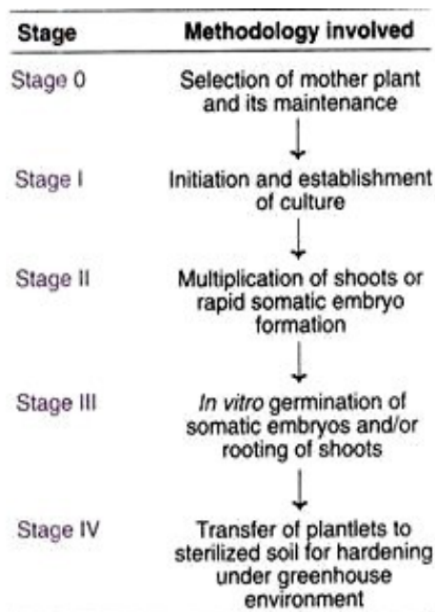 Stage Methodology involved
Stage 0 Selection of mother plant
and its maintenance
Stage I Initiation and establishment
of culture
Stage II Multiplication of shoots or
rapid somatic embryo
formation
Stage III In vitro germination of
somatic embryos and/or
rooting of shoots
Stage IV Transfer of plantlets to
sterilized soil for hardening
under greenhouse
environment